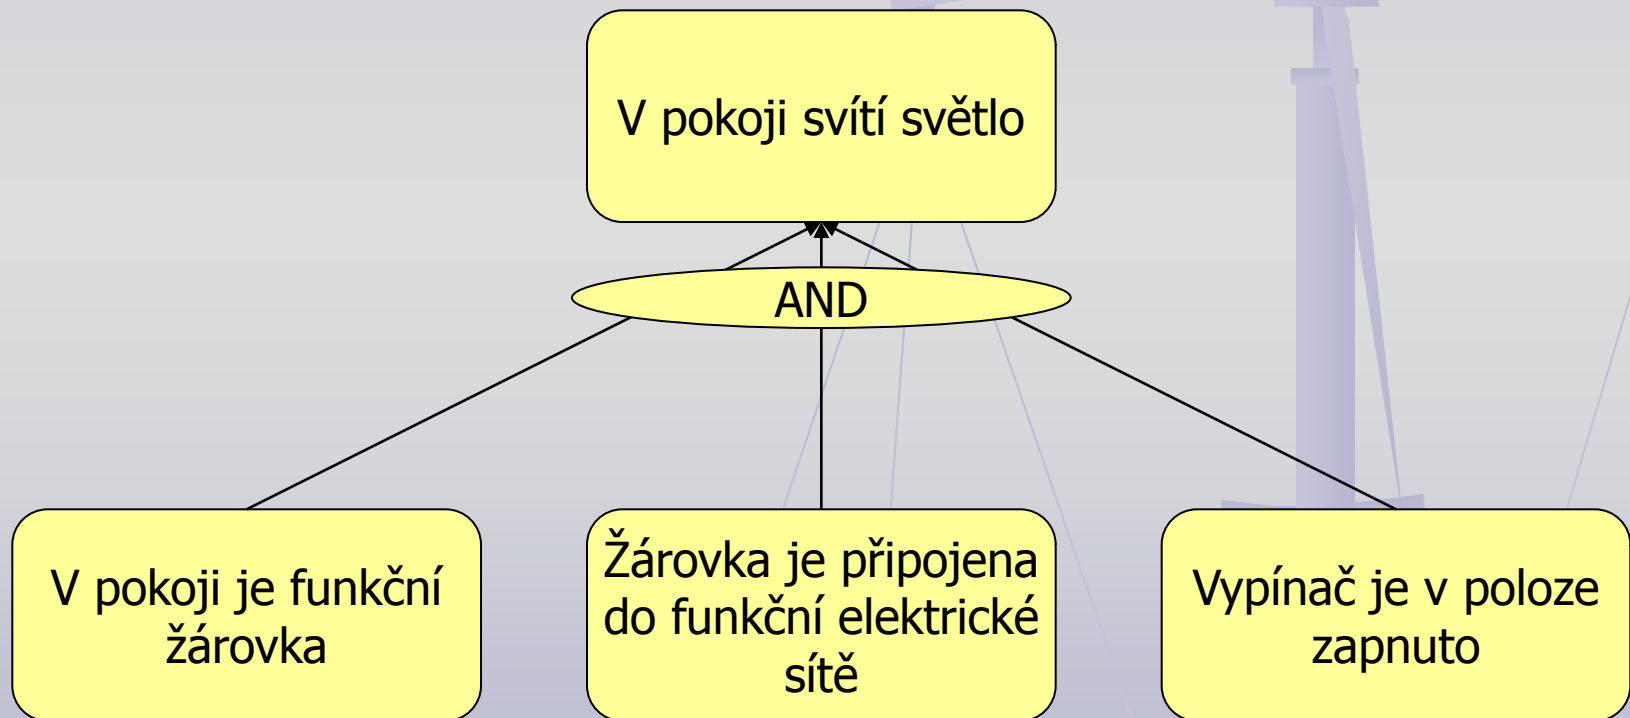 V pokoji svítí světlo
AND
V pokoji je funkční
žárovka
Žárovka je připojena
do funkční elektrické
sítě
Vypínač je v poloze
zapnuto